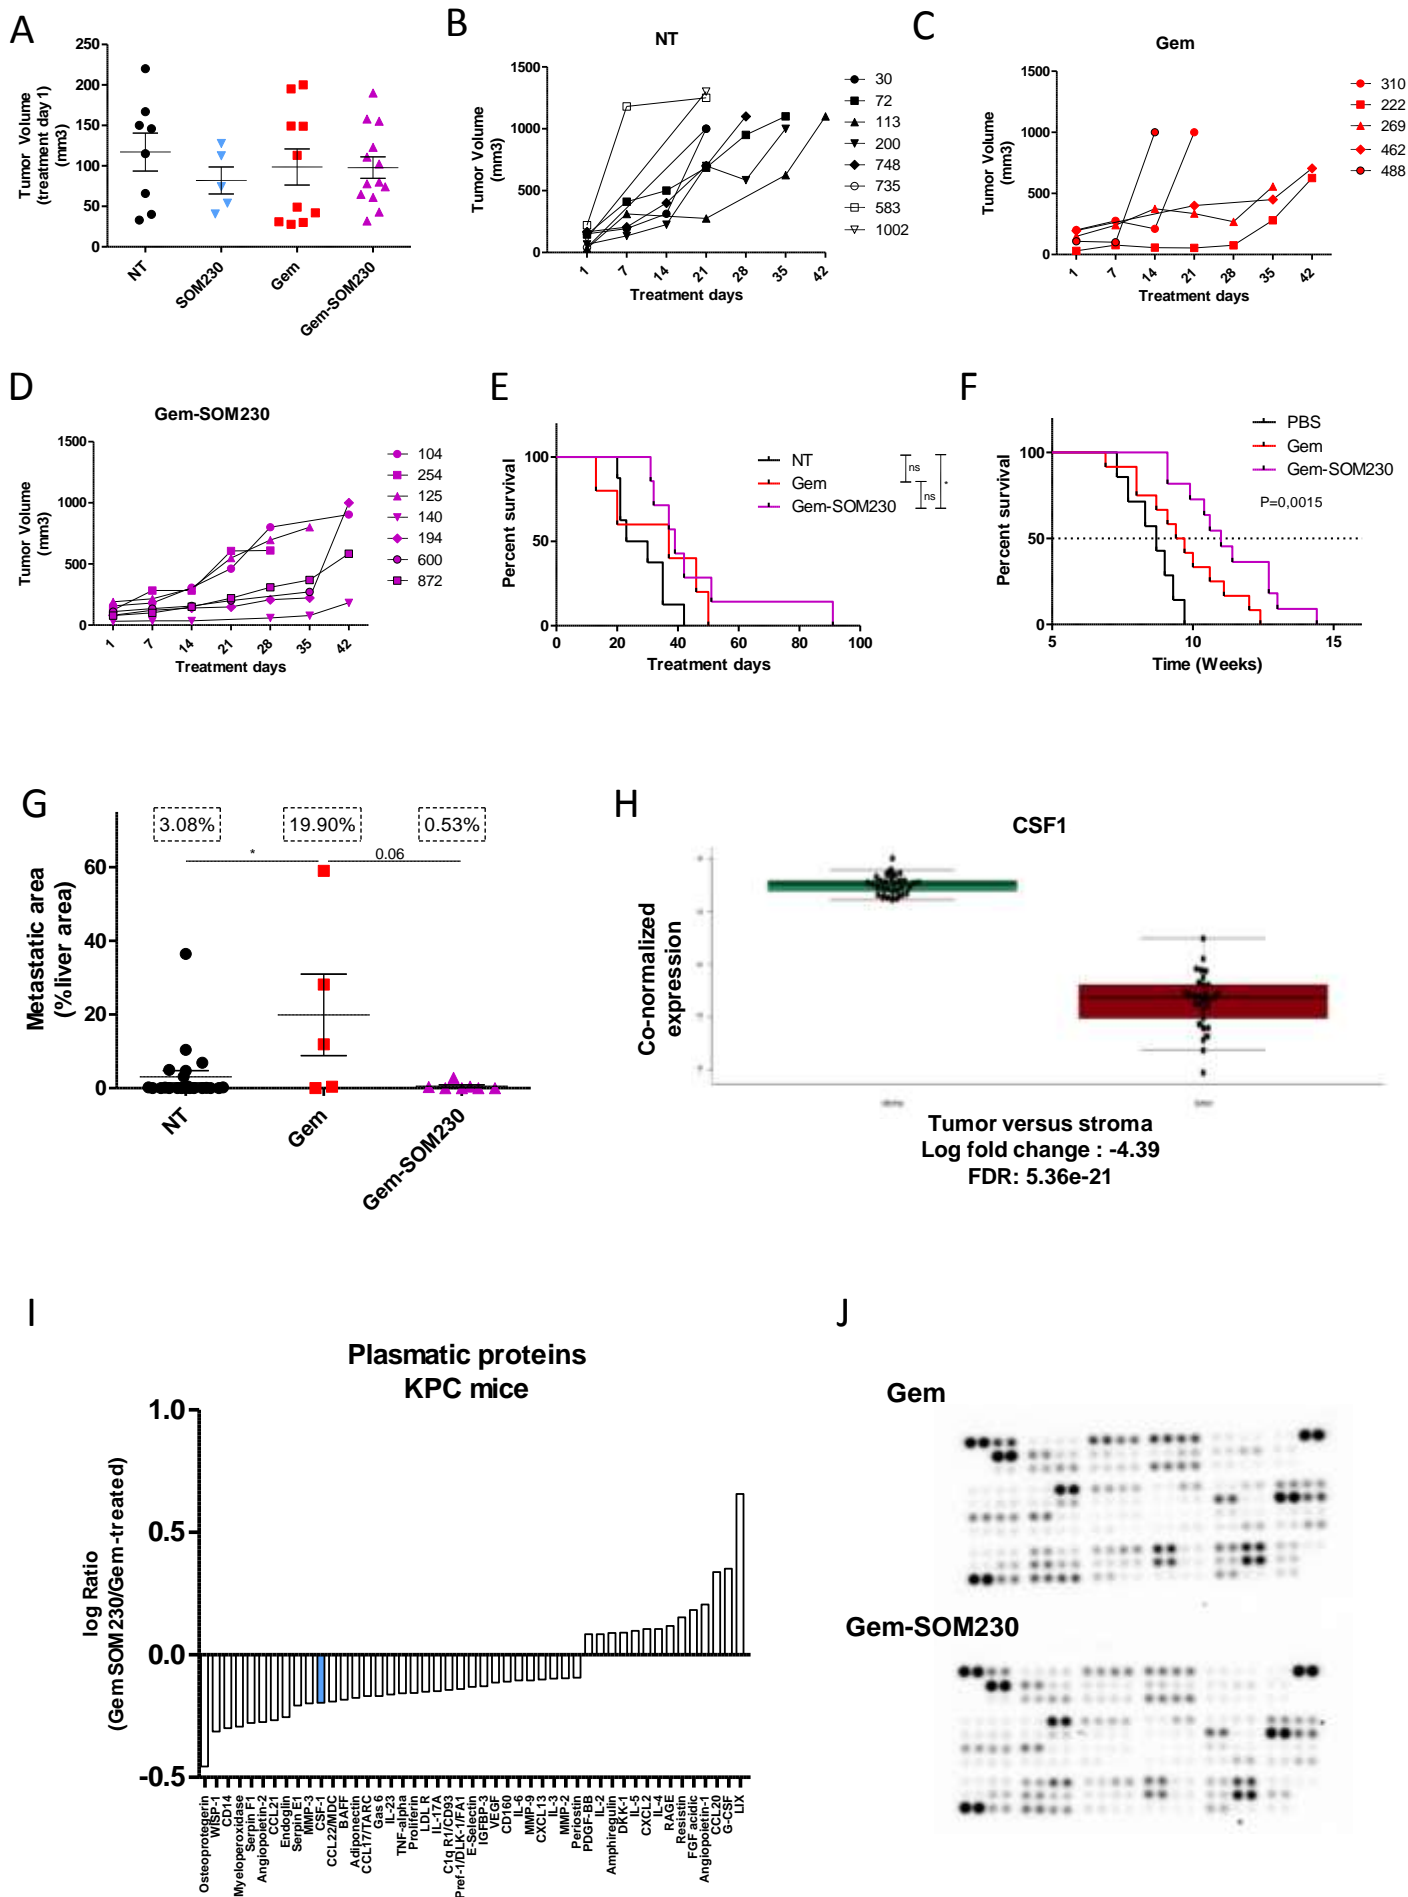 A
Tumor Volume
(treatment day 1)
(mm3)
250
200
150
100
50
0
NT
SOM230
Gem
Gem-SOM230
B
NT
Tumor Volume
(mm3)
1500
1000
500
0
1
7
14
21
28
35
42
Treatment days
30
72
113
200
748
735
583
1002
C
Gem
Tumor Volume
(mm3)
1500
1000
500
0
1
7
14
21
28
35
42
Treatment days
310
222
269
462
488
D
Gem-SOM230
Tumor Volume
(mm3)
1500
1000
500
0
1
7
14
21
28
35
42
Treatment days
104
254
125
140
194
600
872
E
Percent survival
100
50
0
0
20
40
60
80
100
Treatment days
NT
Gem
Gem-SOM230
ns
ns
*
F
Percent survival
100
50
0
5
10
15
Time (Weeks)
PBS
Gem
Gem-SOM230
P=0,0015
G
Metastatic area
(%liver area)
60
40
20
0
3.08%
19.90%
0.53%
*
0.06
NT
Gem
Gem-SOM230
H
CSF1
Co-normalized
expression
Tumor versus stroma
Log fold change : -4.39
FDR: 5.36e-21
I
Plasmatic proteins
KPC mice
log Ratio
(Gem SOM230/Gem-treated)
1.0
0.5
0.0
-0.5
Osteoprotegerin
WISP-1
CD14
Myeloperoxidase
Serpin F1
Angiopoietin-2
CCL21
Endoglin
Serpin E1
MMP-3
CSF-1
CCL22/MDC
BAFF
Adiponectin
CCL17/TARC
Gas 6
IL-23
TNF-alpha
Proliferin
LDL R
IL-17A
C1q R1/CD93
Pref-1/DLK-1/FA1
E-Selectin
IGFBP-3
VEGF
CD160
IL-6
MMP-9
CXCL13
IL-3
MMP-2
Periostin
PDGF-BB
IL-2
Amphiregulin
DKK-1
IL-5
CXCL2
IL-4
RAGE
Resistin
FGF acidic
Angiopoietin-1
CCL20
G-CSF
LIX
J
Gem
Gem-SOM230